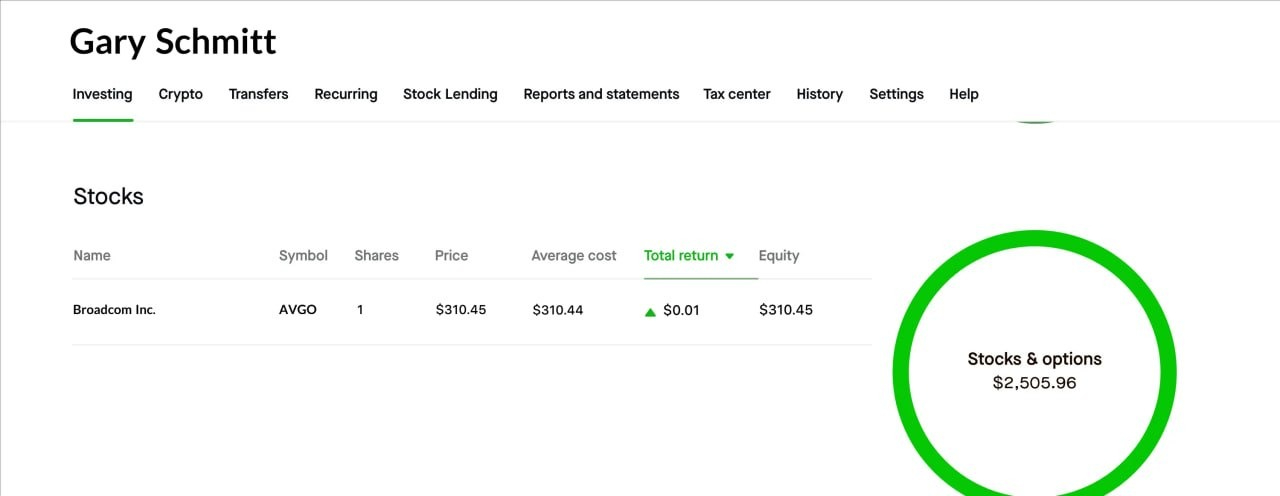 Gary Schmitt
Investing Crypto Transfers Recurring Stock Lending Reports and statements Tax center History Settings Help
Stocks
Name Symbol Shares Price Average cost Total return Equity
Broadcom Inc. AVGO 1 $310.45 $310.44 $0.01 $310.45
Stocks & options
$2,505.96